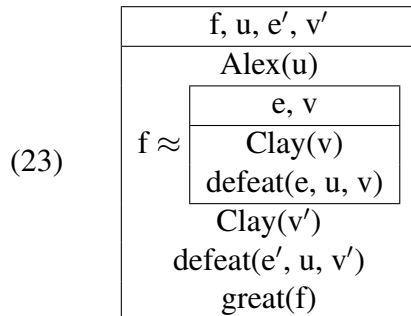 f, u, e′, v′
Alex(u)
e, v
(23) f ≈ Clay(v)
defeat(e, u, v)
Clay(v′)
defeat(e′, u, v′)
great(f)